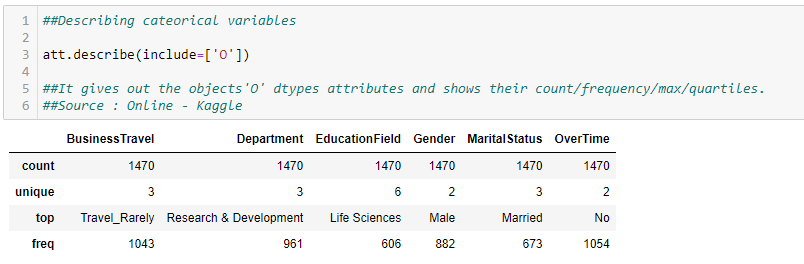 1 ##Describing cateorical variables
2
3 att.describe(include=['O'])
4
5 ##It gives out the objects'O' dtypes attributes and shows their count/frequency/max/quartiles.
6 ##Source : Online - Kaggle
BusinessTravel Department EducationField Gender MaritalStatus OverTime
count 1470 1470 1470 1470 1470 1470
unique 3 3 6 2 3 2
top Travel_Rarely Research & Development Life Sciences Male Married No
freq 1043 961 606 882 673 1054